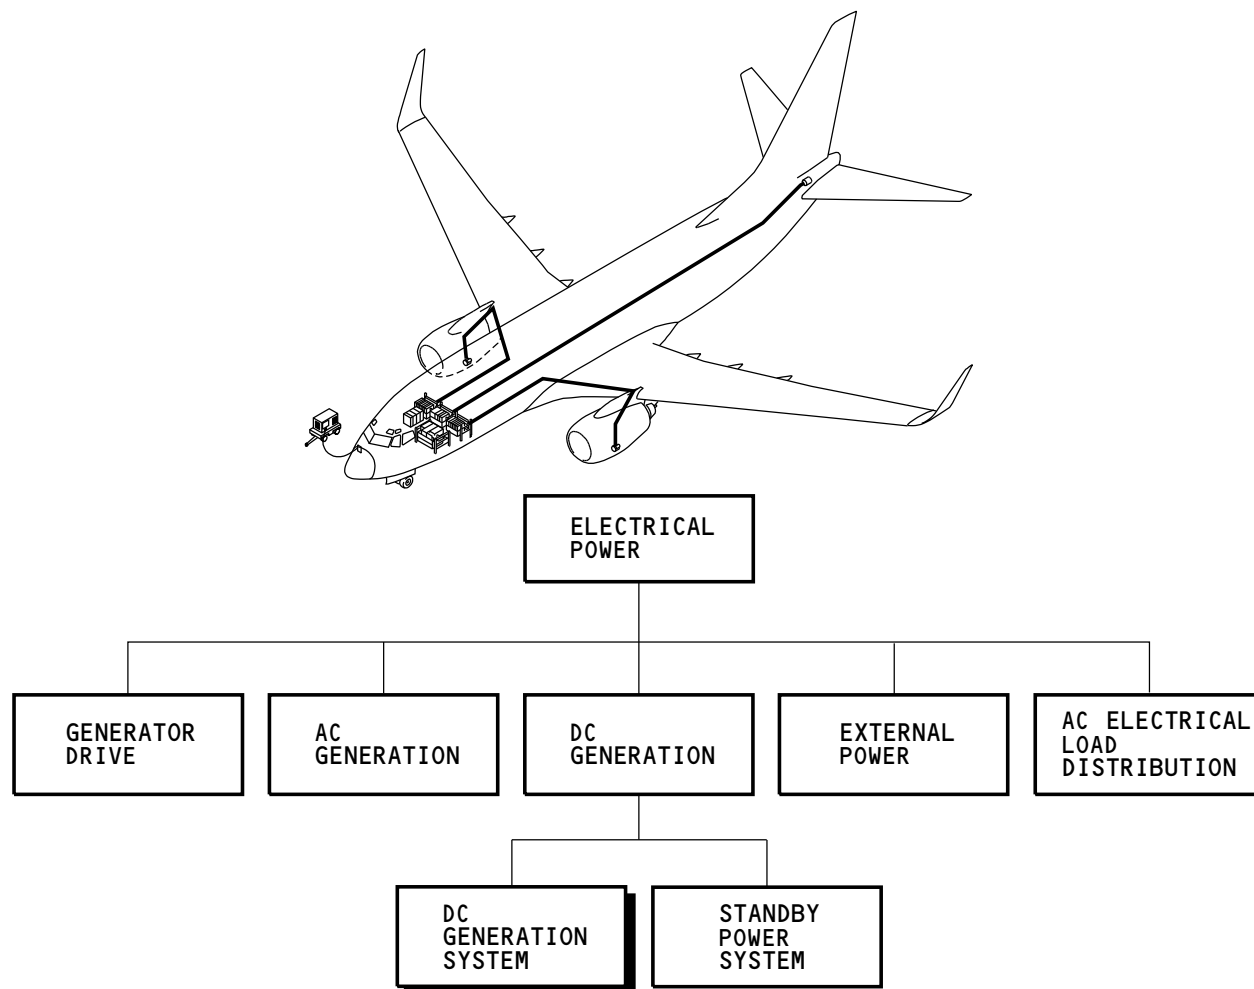 ELECTRICAL
POWER
GENERATOR
DRIVE
AC
GENERATION
DC
GENERATION
EXTERNAL
POWER
AC ELECTRICAL
LOAD
DISTRIBUTION
DC
GENERATION
SYSTEM
STANDBY
POWER
SYSTEM